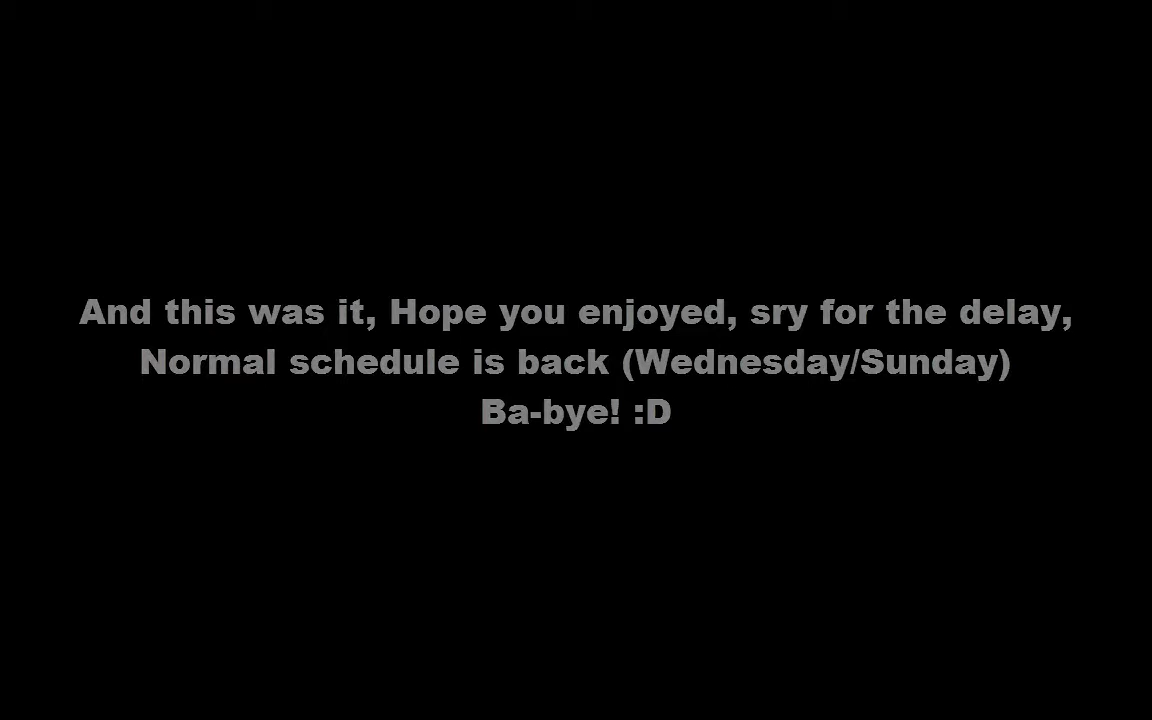 And this was it, Hope you enjoyed, sry for the delay,
Normal schedule is back (Wednesday/Sunday)
Ba-bye! :D